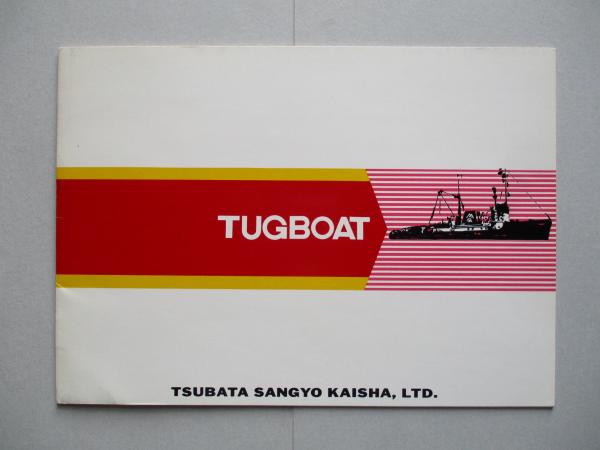 TUGBOAT
TSUBATA SANGYO KAISHA, LTD.